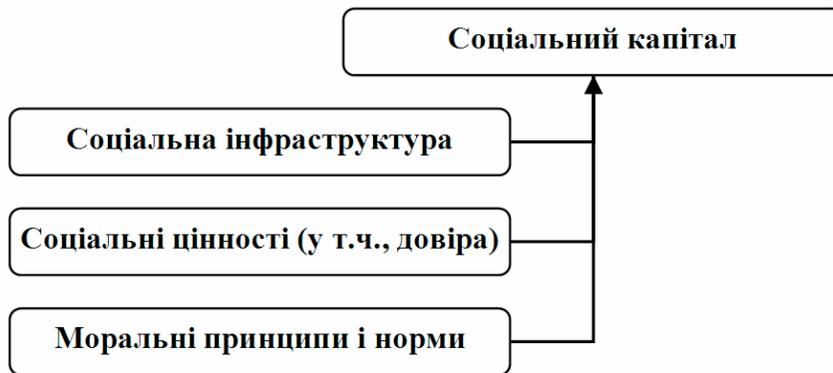 Соціальний капітал
Соціальна інфраструктура
Соціальні цінності (у т.ч., довіра)
Моральні принципи і норми